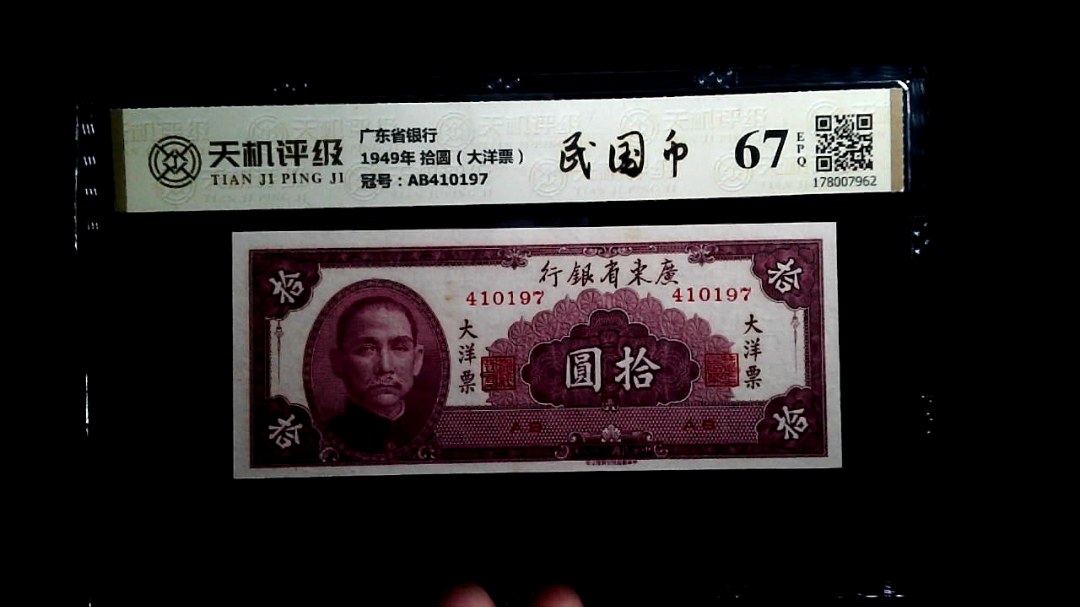 天机评级
TIAN JI PING JI
广东省银行
1949年 拾圆（大洋票）
冠号：AB410197
民国币
67
EPQ
178007962
行銀省東廣
410197
410197
拾
拾
大洋票
大洋票
圓拾
拾
拾
AB
AB